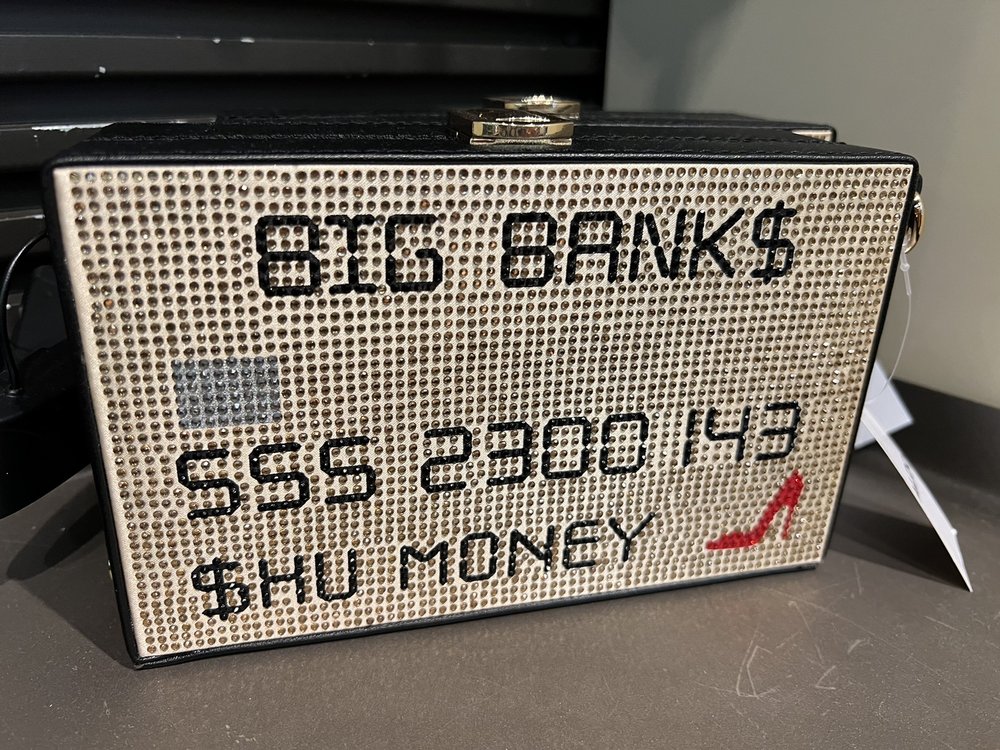 BIG BANK$
SSS 2300 143
$HU MONEY